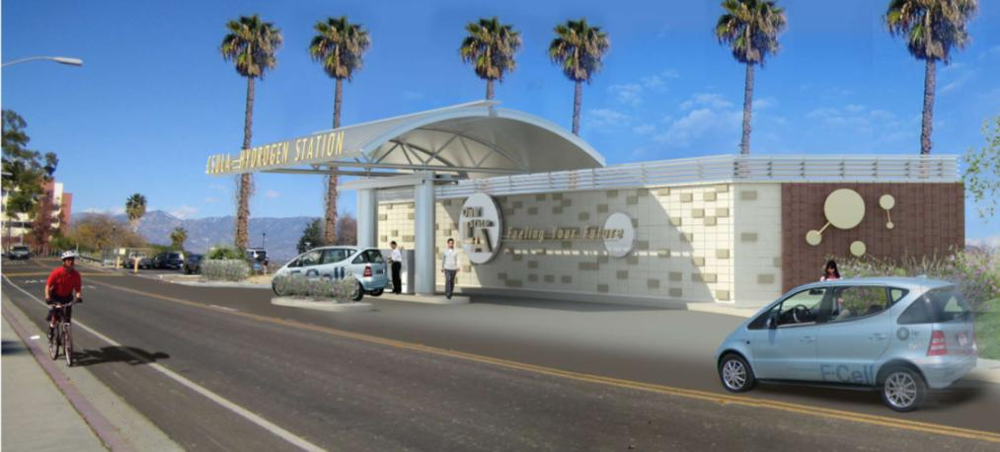 CSULA HYDROGEN STATION
Fueling Your Future
F-Cell